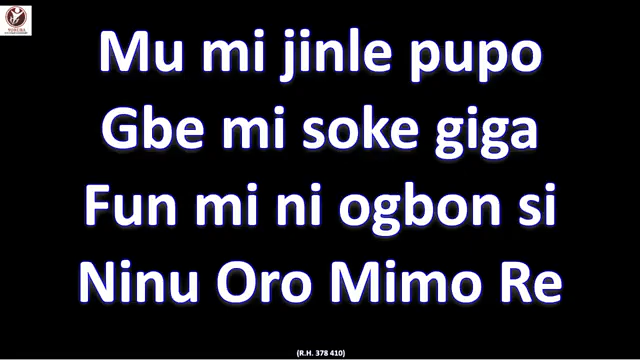 Mu mi jinle pupo
Gbe mi soke giga
Fun mi ni ogbon si
Ninu Oro Mimo Re
(R.H. 378 410)